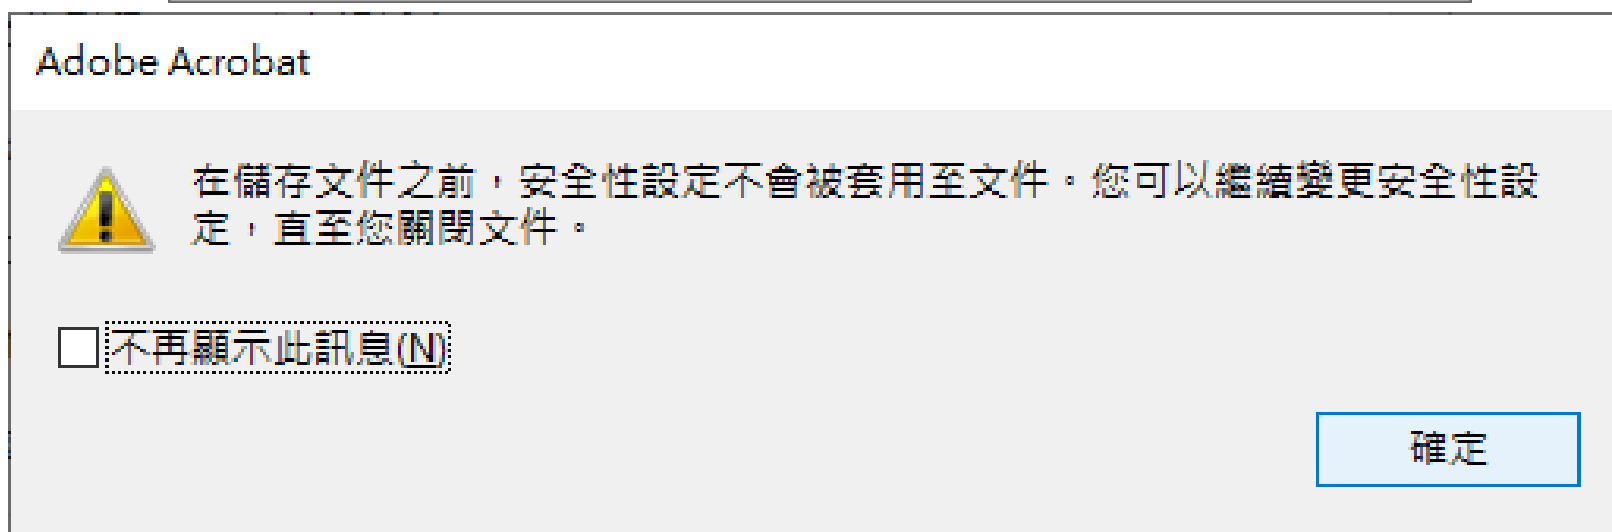 Adobe Acrobat
在儲存文件之前，安全性設定不會被套用至文件。您可以繼續變更安全性設
定，直至您關閉文件。
不再顯示此訊息(N)
確定